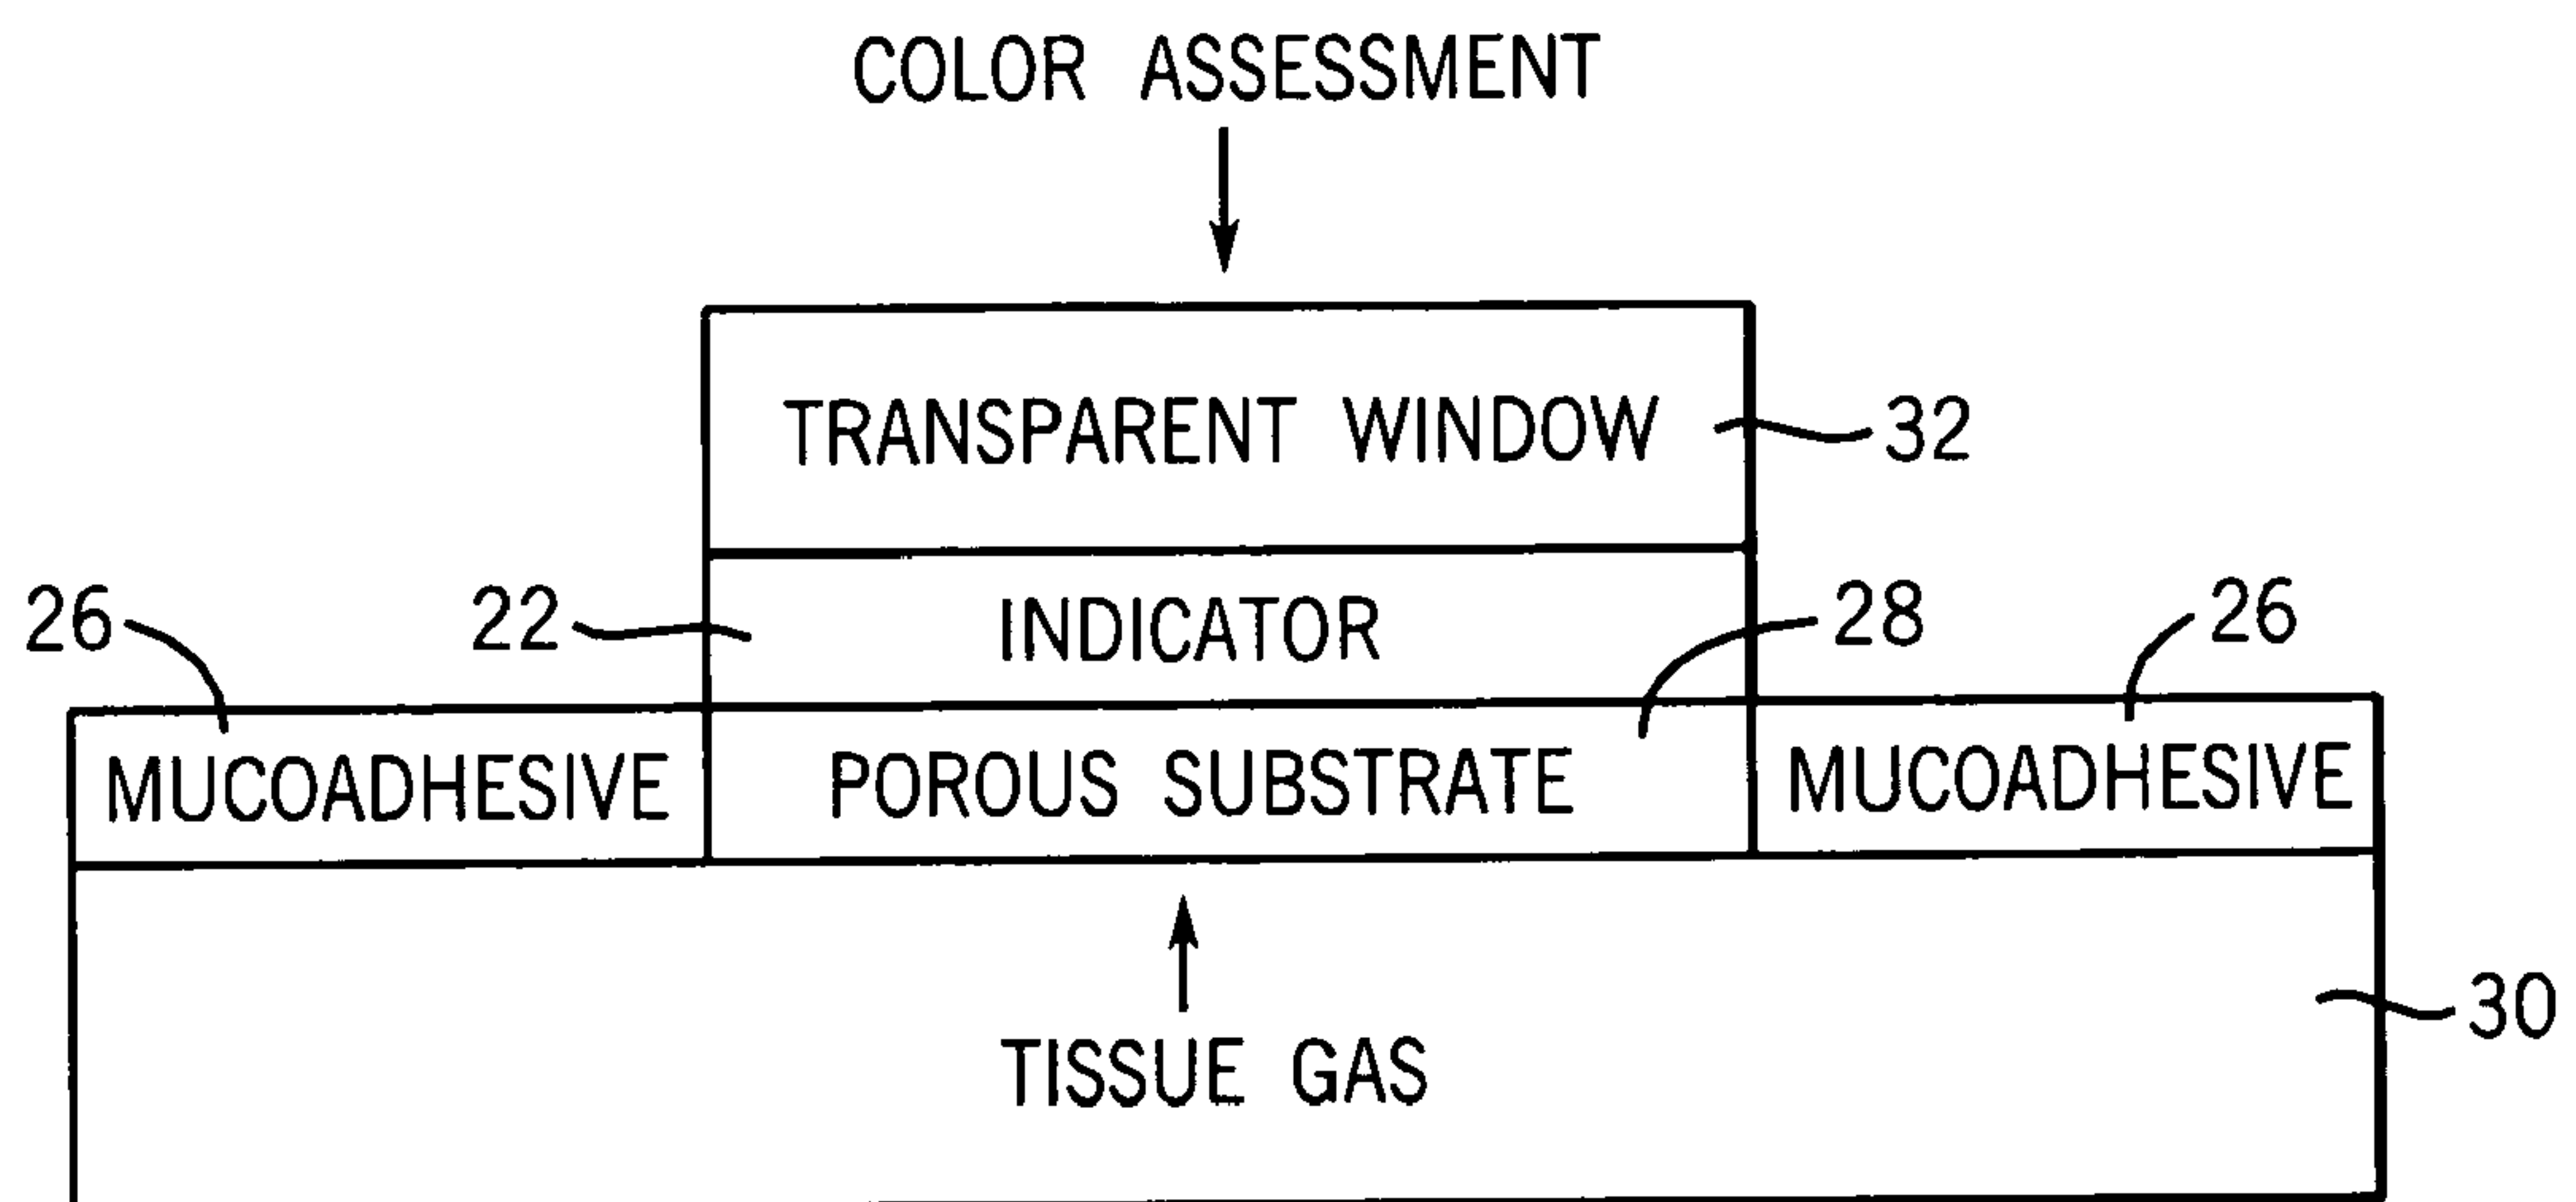 COLOR ASSESSMENT
TRANSPARENT WINDOW
32
26
22
INDICATOR
28
26
MUCOADHESIVE
POROUS SUBSTRATE
MUCOADHESIVE
30
TISSUE GAS